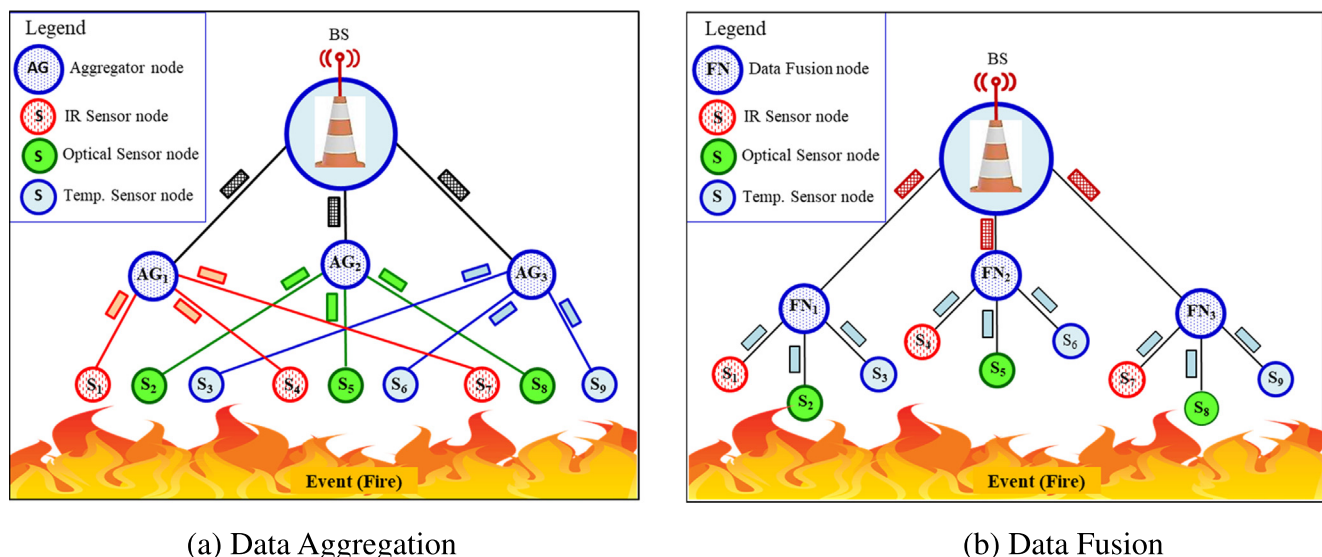 Legend
AG Aggregator node
S IR Sensor node
S Optical Sensor node
S Temp. Sensor node
BS
AG₁ AG₂ AG₃
S₁ S₂ S₃ S₄ S₅ S₆ S₇ S₈ S₉
Event (Fire)
(a) Data Aggregation
Legend
FN Data Fusion node
S IR Sensor node
S Optical Sensor node
S Temp. Sensor node
BS
FN₁ FN₂ FN₃
S₁ S₂ S₃ S₄ S₅ S₆ S₇ S₈ S₉
Event (Fire)
(b) Data Fusion